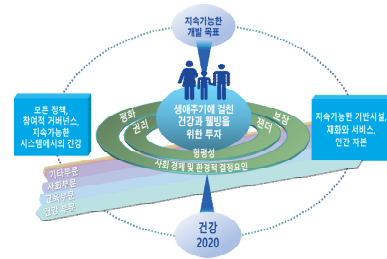 지속가능한
개발 목표
생애주기에 걸친
건강과 웰빙을
위한 투자
모든 정책,
참여적 거버넌스,
지속가능한
시스템에서의 건강
지속가능한 기반시설,
재화와 서비스,
인간 자본
평화
권리
보장
젠더
형평성
사회 경제 및 환경적 결정요인
기타부문
사회부문
교육부문
건강 부문
건강
2020